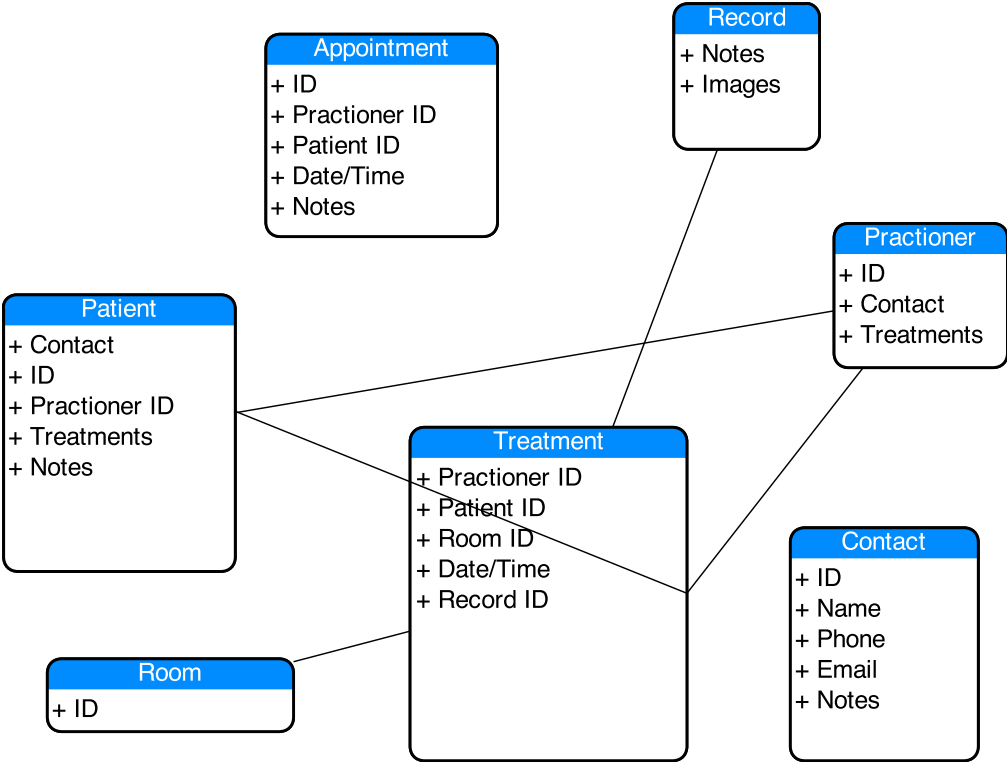 Record
+ Notes
+ Images
Appointment
+ ID
+ Practioner ID
+ Patient ID
+ Date/Time
+ Notes
Practioner
+ ID
+ Contact
+ Treatments
Patient
+ Contact
+ ID
+ Practioner ID
+ Treatments
+ Notes
Treatment
+ Practioner ID
+ Patient ID
+ Room ID
+ Date/Time
+ Record ID
Contact
+ ID
+ Name
+ Phone
+ Email
+ Notes
Room
+ ID